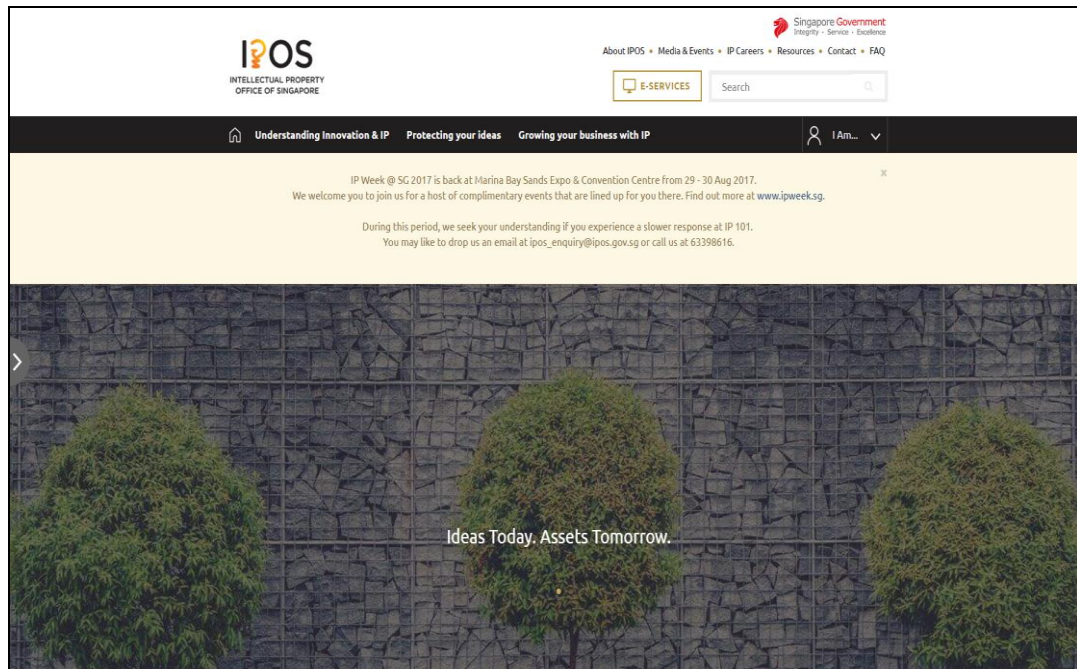 Singapore Government
Integrity · Service · Excellence
IPOS
INTELLECTUAL PROPERTY
OFFICE OF SINGAPORE
About IPOS • Media & Events • IP Careers • Resources • Contact • FAQ
E-SERVICES
Search
Understanding Innovation & IP Protecting your ideas Growing your business with IP I Am...
IP Week @ SG 2017 is back at Marina Bay Sands Expo & Convention Centre from 29 - 30 Aug 2017. x
We welcome you to join us for a host of complimentary events that are lined up for you there. Find out more at www.ipweek.sg.
During this period, we seek your understanding if you experience a slower response at IP 101.
You may like to drop us an email at ipos_enquiry@ipos.gov.sg or call us at 63398616.
Ideas Today. Assets Tomorrow.